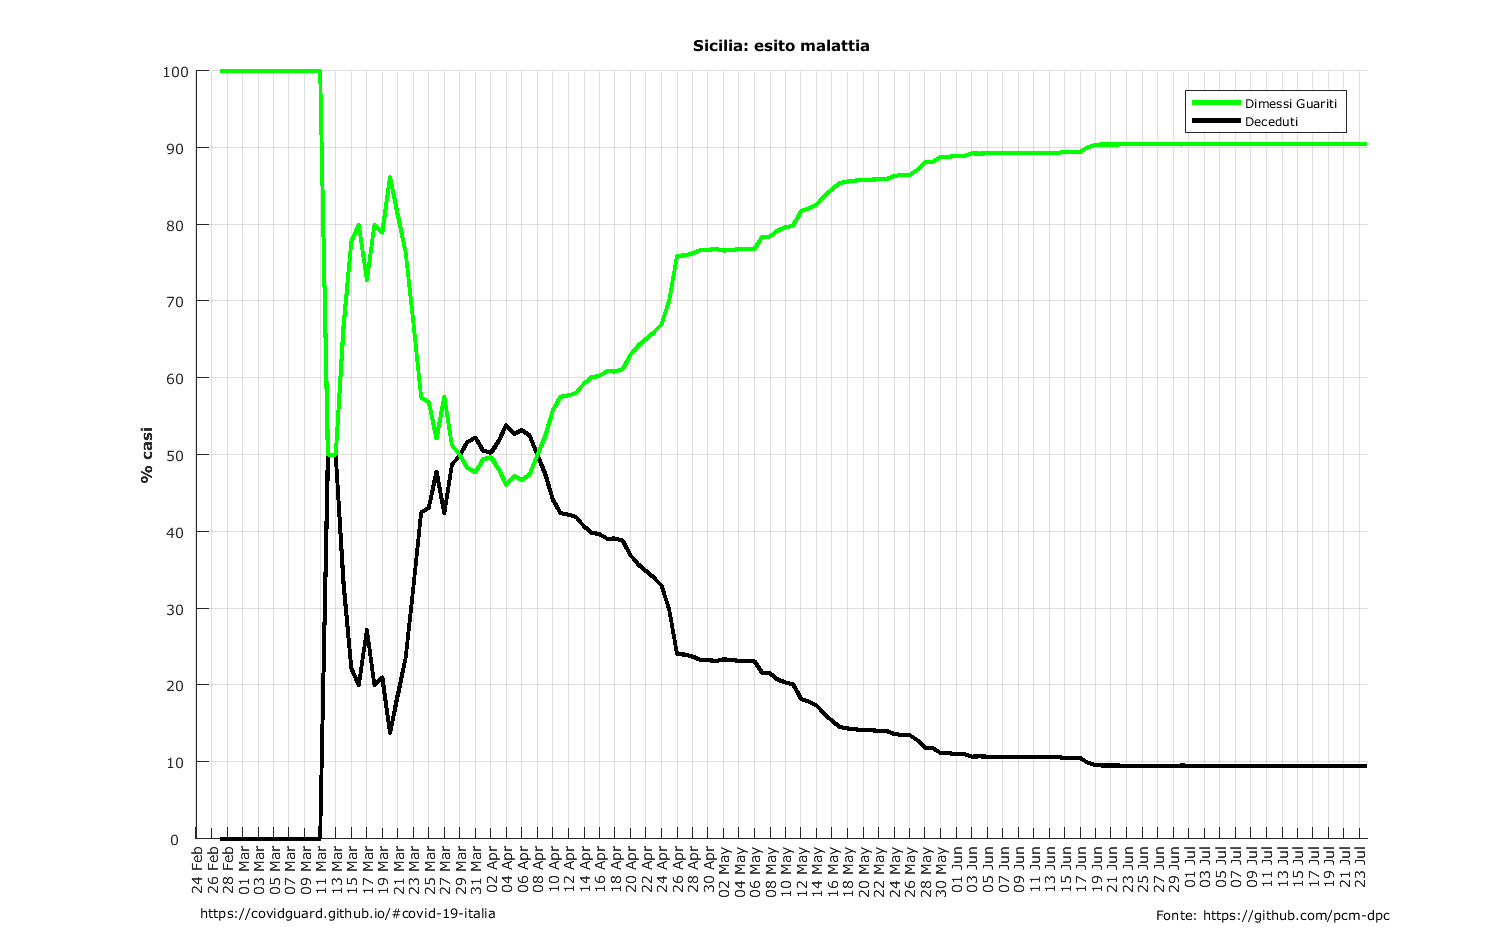 Sicilia: esito malattia
100
90
80
70
60
50
40
30
20
10
0
% casi
Dimessi Guariti
Deceduti
24 Feb
26 Feb
28 Feb
01 Mar
03 Mar
05 Mar
07 Mar
09 Mar
11 Mar
13 Mar
15 Mar
17 Mar
19 Mar
21 Mar
23 Mar
25 Mar
27 Mar
29 Mar
31 Mar
02 Apr
04 Apr
06 Apr
08 Apr
10 Apr
12 Apr
14 Apr
16 Apr
18 Apr
20 Apr
22 Apr
24 Apr
26 Apr
28 Apr
30 Apr
02 May
04 May
06 May
08 May
10 May
12 May
14 May
16 May
18 May
20 May
22 May
24 May
26 May
28 May
30 May
01 Jun
03 Jun
05 Jun
07 Jun
09 Jun
11 Jun
13 Jun
15 Jun
17 Jun
19 Jun
21 Jun
23 Jun
25 Jun
27 Jun
29 Jun
01 Jul
03 Jul
05 Jul
07 Jul
09 Jul
11 Jul
13 Jul
15 Jul
17 Jul
19 Jul
21 Jul
23 Jul
https://covidguard.github.io/#covid-19-italia
Fonte: https://github.com/pcm-dpc